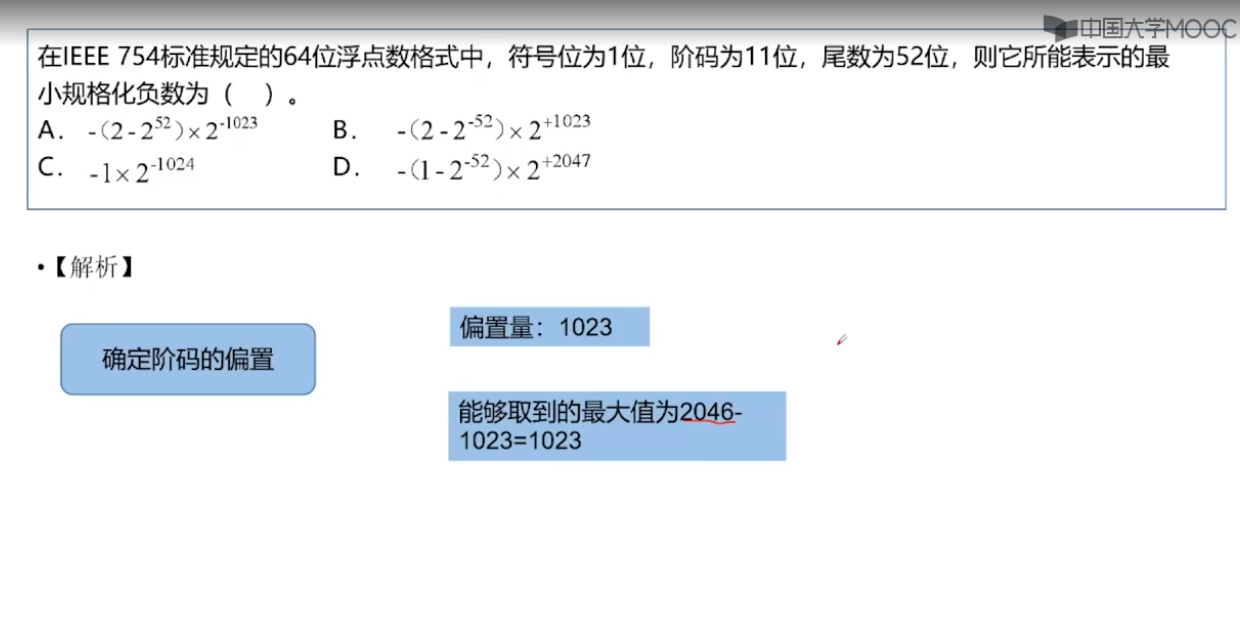 中国大学MOOC
在IEEE 754标准规定的64位浮点数格式中，符号位为1位，阶码为11位，尾数为52位，则它所能表示的最
小规格化负数为（ ）。
A. -(2-2^52)×2^-1023 B. -(2-2^-52)×2^+1023
C. -1×2^-1024 D. -(1-2^-52)×2^+2047
•【解析】
偏置量：1023
确定阶码的偏置
能够取到的最大值为2046-
1023=1023